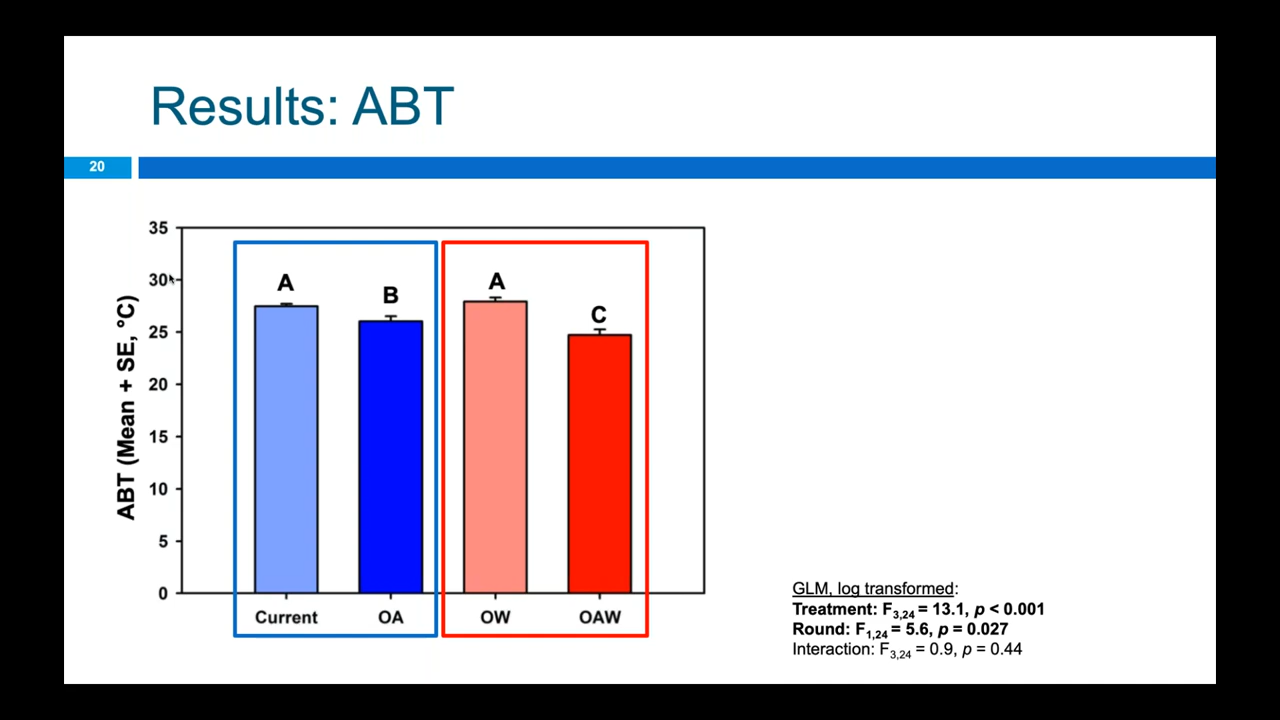 Results: ABT
20
35
30
25
20
15
10
5
0
ABT (Mean + SE, °C)
A
B
A
C
Current
OA
OW
OAW
GLM, log transformed:
Treatment: F3,24 = 13.1, p < 0.001
Round: F1,24 = 5.6, p = 0.027
Interaction: F3,24 = 0.9, p = 0.44